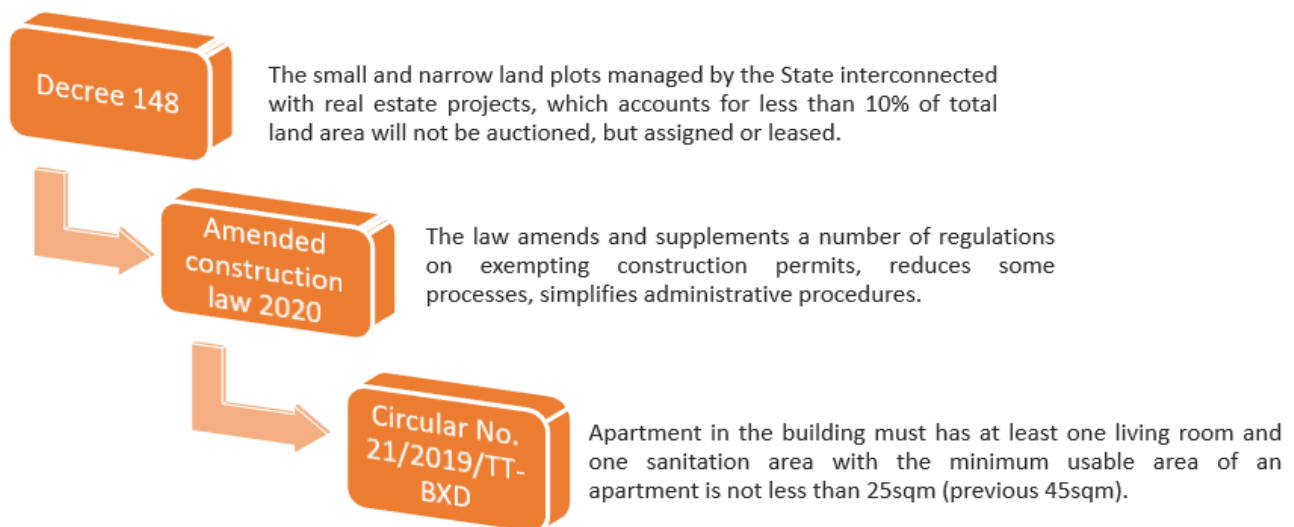 Decree 148
The small and narrow land plots managed by the State interconnected
with real estate projects, which accounts for less than 10% of total
land area will not be auctioned, but assigned or leased.
Amended
construction
law 2020
The law amends and supplements a number of regulations
on exempting construction permits, reduces some
processes, simplifies administrative procedures.
Circular No.
21/2019/TT-
BXD
Apartment in the building must has at least one living room and
one sanitation area with the minimum usable area of an
apartment is not less than 25sqm (previous 45sqm).